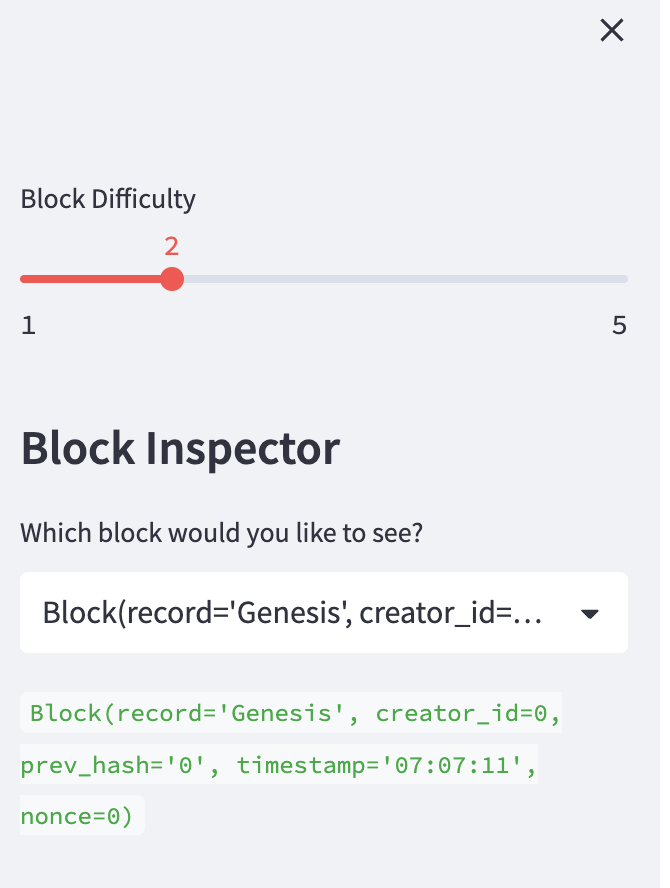 Block Difficulty
2
1 5
Block Inspector
Which block would you like to see?
Block(record='Genesis', creator_id=...
Block(record='Genesis', creator_id=0,
prev_hash='0', timestamp='07:07:11',
nonce=0)